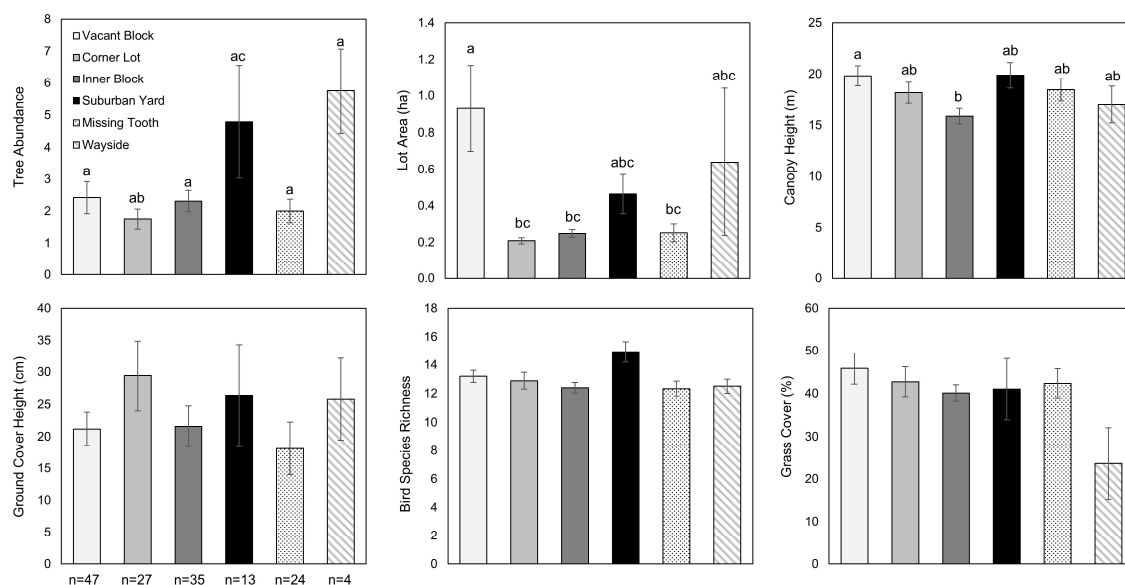 8
7
6
5
4
3
2
1
0
Tree Abundance
Vacant Block
Corner Lot
Inner Block
Suburban Yard
Missing Tooth
Wayside
a
ab
a
ac
a
a
1.4
1.2
1.0
0.8
0.6
0.4
0.2
0.0
Lot Area (ha)
a
bc
bc
abc
bc
abc
25
20
15
10
5
0
Canopy Height (m)
a
ab
b
ab
ab
ab
40
35
30
25
20
15
10
5
0
Ground Cover Height (cm)
n=47 n=27 n=35 n=13 n=24 n=4
18
16
14
12
10
8
6
4
2
0
Bird Species Richness
60
50
40
30
20
10
0
Grass Cover (%)